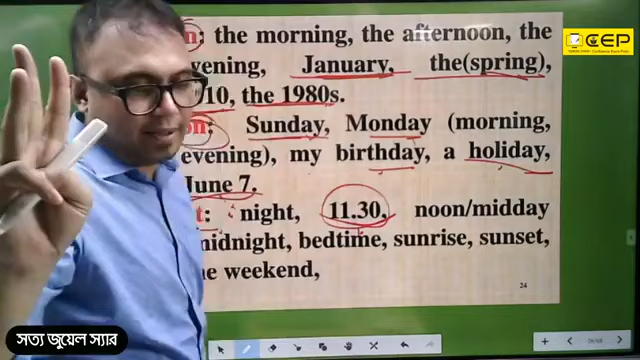 the morning, the afternoon, the
January, the(spring),
10, the 1980s.
on: Sunday, Monday (morning,
evening), my birthday, a holiday,
June 7.
night, 11.30, noon/midday
midnight, bedtime, sunrise, sunset,
weekend,
24
CEP
সত্য জুয়েল স্যার